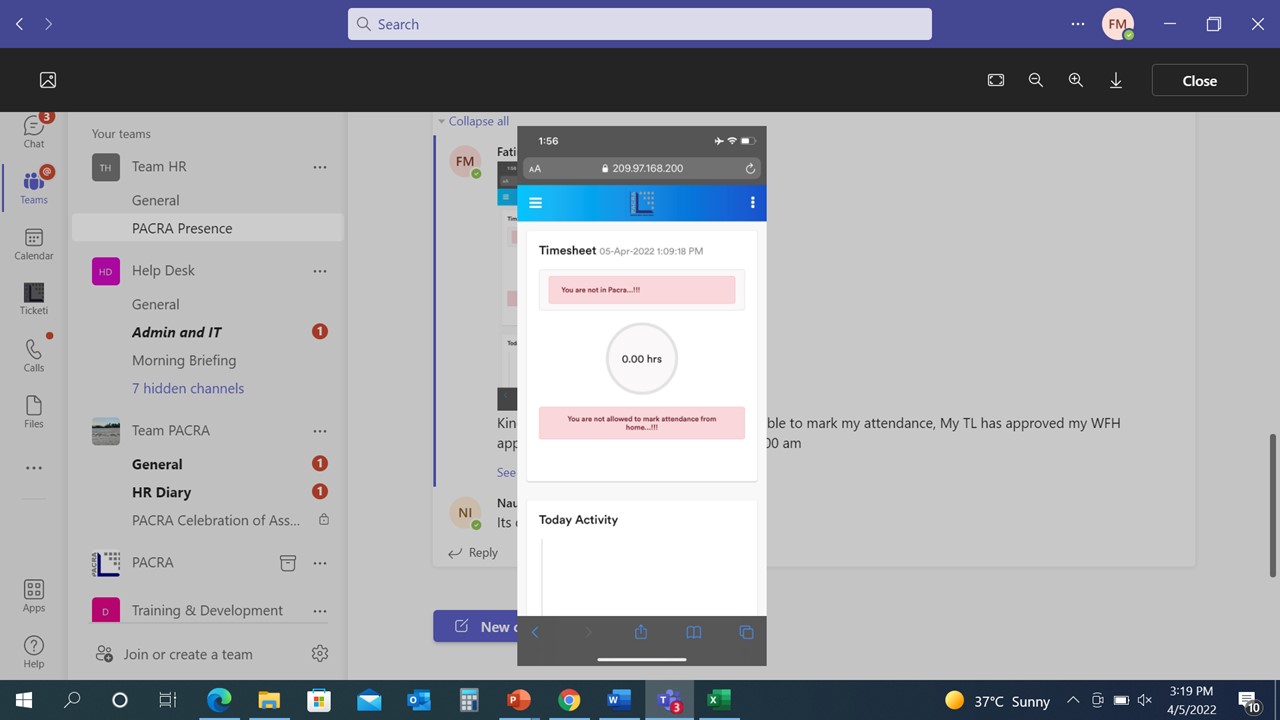 Search
FM
Close
3
Chat
Teams
Calendar
Ticketi
Calls
Files
Apps
Help
Your teams
TH
Team HR
General
PACRA Presence
HD
Help Desk
General
Admin and IT
1
Morning Briefing
7 hidden channels
Team PACRA
General
1
HR Diary
1
PACRA Celebration of Ass...
PACRA
PACRA
D
Training & Development
Join or create a team
Collapse all
FM
Fati
Kin
ble to mark my attendance, My TL has approved my WFH
app
00 am
See
NI
Nau
Its
Reply
New
1:56
AA
209.97.168.200
Timesheet 05-Apr-2022 1:09:18 PM
You are not in Pacra...!!!
0.00 hrs
You are not allowed to mark attendance from
home...!!!
Today Activity
3
37°C Sunny
3:19 PM
4/5/2022
10